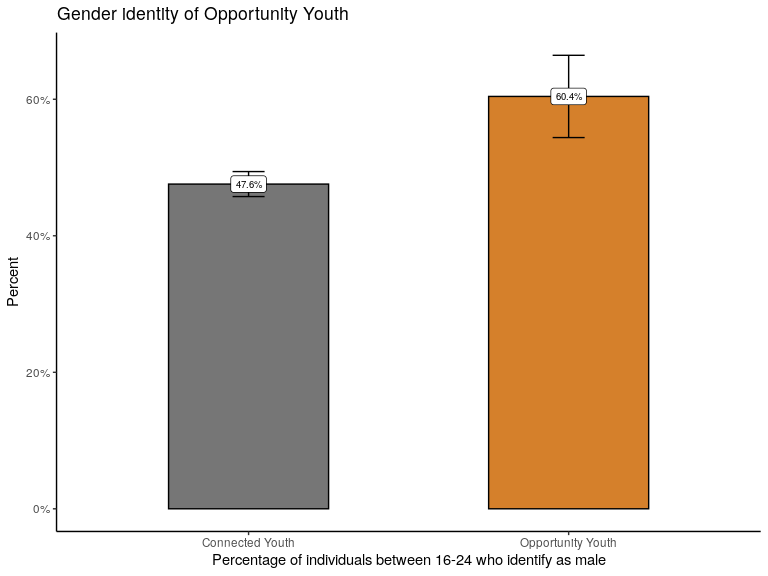 Gender identity of Opportunity Youth
60%
40%
20%
0%
Percent
47.6%
60.4%
Connected Youth
Opportunity Youth
Percentage of individuals between 16-24 who identify as male